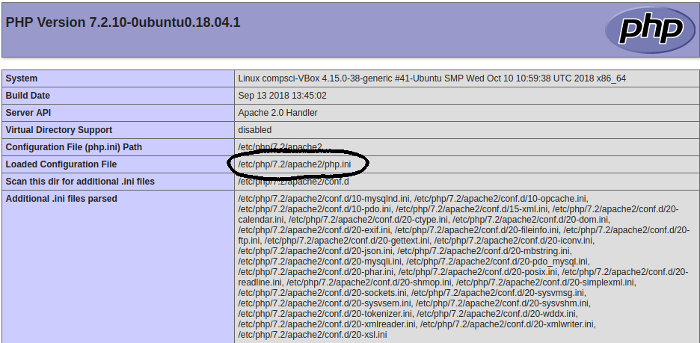 PHP Version 7.2.10-0ubuntu0.18.04.1
php
System Linux compsci-VBox 4.15.0-38-generic #41-Ubuntu SMP Wed Oct 10 10:59:38 UTC 2018 x86_64
Build Date Sep 13 2018 13:45:02
Server API Apache 2.0 Handler
Virtual Directory Support disabled
Configuration File (php.ini) Path /etc/php/7.2/apache2
Loaded Configuration File /etc/php/7.2/apache2/php.ini
Scan this dir for additional .ini files /etc/php/7.2/apache2/conf.d
Additional .ini files parsed /etc/php/7.2/apache2/conf.d/10-mysqlnd.ini, /etc/php/7.2/apache2/conf.d/10-opcache.ini,
/etc/php/7.2/apache2/conf.d/10-pdo.ini, /etc/php/7.2/apache2/conf.d/15-xml.ini, /etc/php/7.2/apache2/conf.d/20-
calendar.ini, /etc/php/7.2/apache2/conf.d/20-ctype.ini, /etc/php/7.2/apache2/conf.d/20-dom.ini,
/etc/php/7.2/apache2/conf.d/20-exif.ini, /etc/php/7.2/apache2/conf.d/20-fileinfo.ini, /etc/php/7.2/apache2/conf.d/20-
ftp.ini, /etc/php/7.2/apache2/conf.d/20-gettext.ini, /etc/php/7.2/apache2/conf.d/20-iconv.ini,
/etc/php/7.2/apache2/conf.d/20-json.ini, /etc/php/7.2/apache2/conf.d/20-mbstring.ini,
/etc/php/7.2/apache2/conf.d/20-mysqli.ini, /etc/php/7.2/apache2/conf.d/20-pdo_mysql.ini,
/etc/php/7.2/apache2/conf.d/20-phar.ini, /etc/php/7.2/apache2/conf.d/20-posix.ini, /etc/php/7.2/apache2/conf.d/20-
readline.ini, /etc/php/7.2/apache2/conf.d/20-shmop.ini, /etc/php/7.2/apache2/conf.d/20-simplexml.ini,
/etc/php/7.2/apache2/conf.d/20-sockets.ini, /etc/php/7.2/apache2/conf.d/20-sysvmsg.ini,
/etc/php/7.2/apache2/conf.d/20-sysvsem.ini, /etc/php/7.2/apache2/conf.d/20-sysvshm.ini,
/etc/php/7.2/apache2/conf.d/20-tokenizer.ini, /etc/php/7.2/apache2/conf.d/20-wddx.ini,
/etc/php/7.2/apache2/conf.d/20-xmlreader.ini, /etc/php/7.2/apache2/conf.d/20-xmlwriter.ini,
/etc/php/7.2/apache2/conf.d/20-xsl.ini